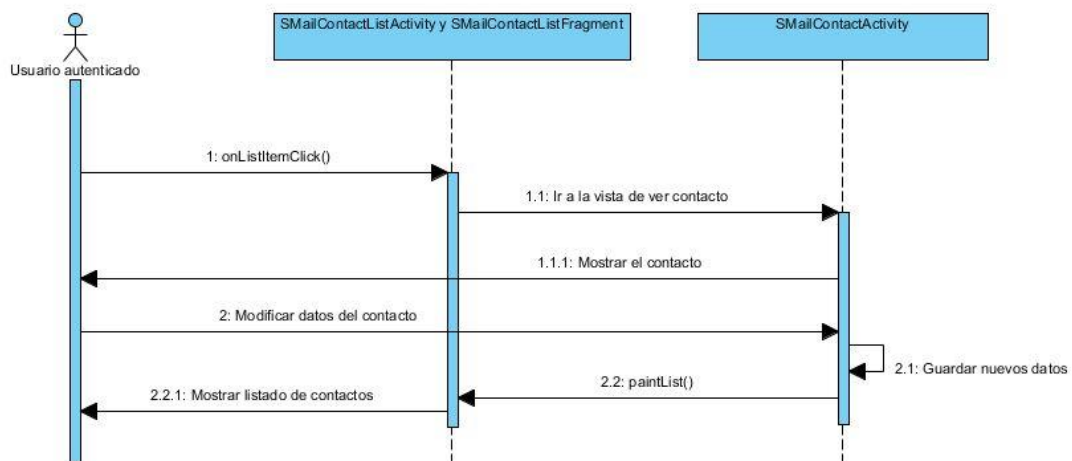 SMailContactListActivity y SMailContactListFragment
SMailContactActivity
Usuario autenticado
1: onListItemClick()
1.1: Ir a la vista de ver contacto
1.1.1: Mostrar el contacto
2: Modificar datos del contacto
2.1: Guardar nuevos datos
2.2: paintList()
2.2.1: Mostrar listado de contactos